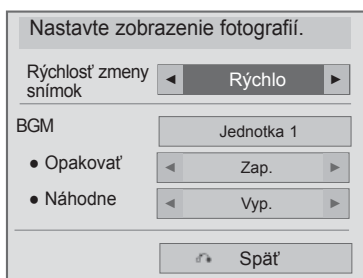 Nastavte zobrazenie fotografií.
Rýchlosť zmeny snímok ◄ Rýchlo ►
BGM Jednotka 1
● Opakovať ◄ Zap. ►
● Náhodne ◄ Vyp. ►
Späť